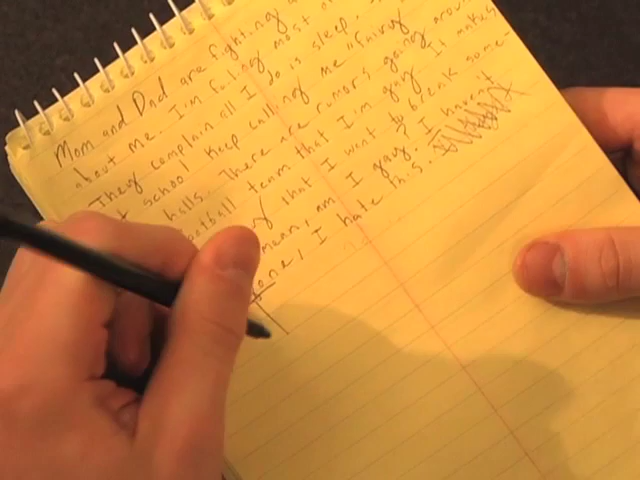 Mom and Dad are fighting
about me. I'm failing most
They complain all I do is sleep.
school keep calling me "fairy"
halls. There are rumors going around
team that I'm gay. It makes
that I want to break some-
mean, am I gay? I haven't
one, I hate this.
I